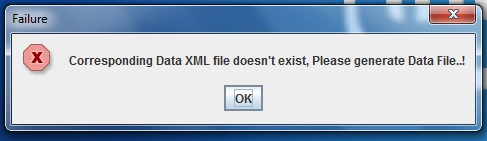 Failure
Corresponding Data XML file doesn't exist, Please generate Data File..!
OK